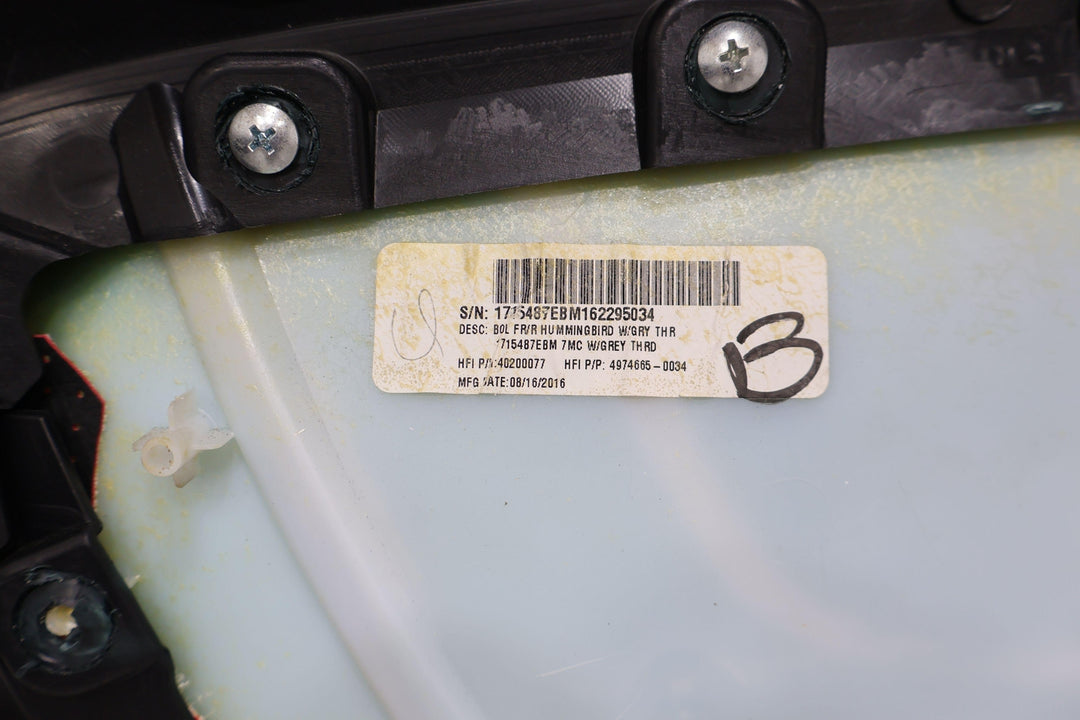 S/N: 1715487EBM162295034
DESC: BOL FR/R HUMMINGBIRD W/GRY THR
1715487EBM 7MC W/GREY THRD
HFI P/N:40200077 HFI P/P: 4974665-0034
MFG DATE:08/16/2016
B